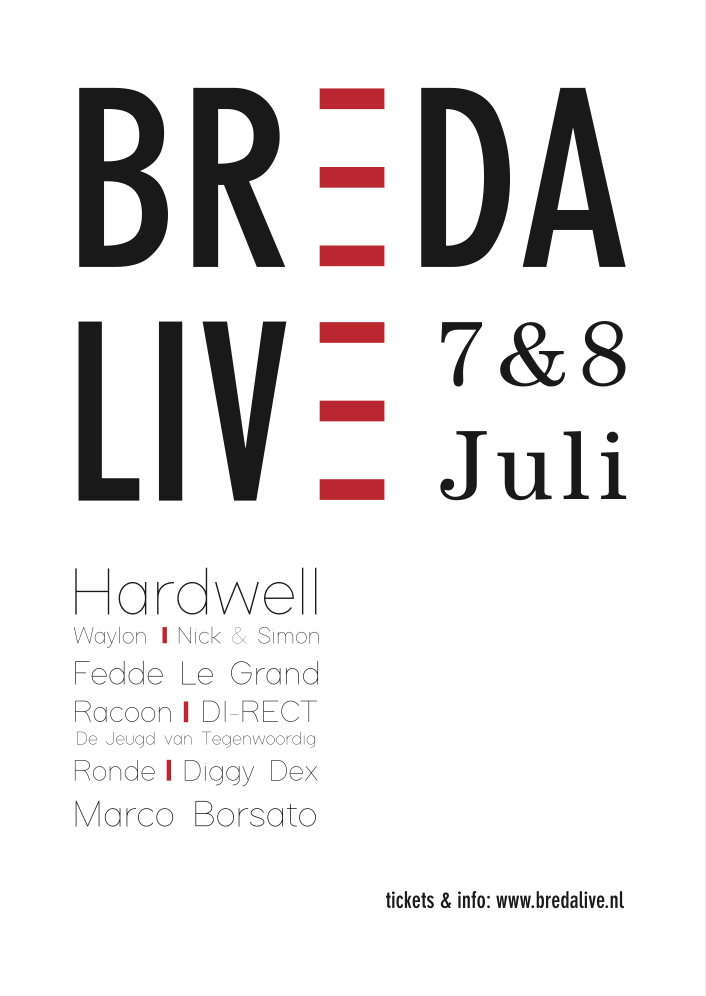 BREDA
LIVE
7 & 8
Juli
Hardwell
Waylon I Nick & Simon
Fedde Le Grand
Racoon I DI-RECT
De Jeugd van Tegenwoordig
Ronde I Diggy Dex
Marco Borsato
tickets & info: www.bredalive.nl